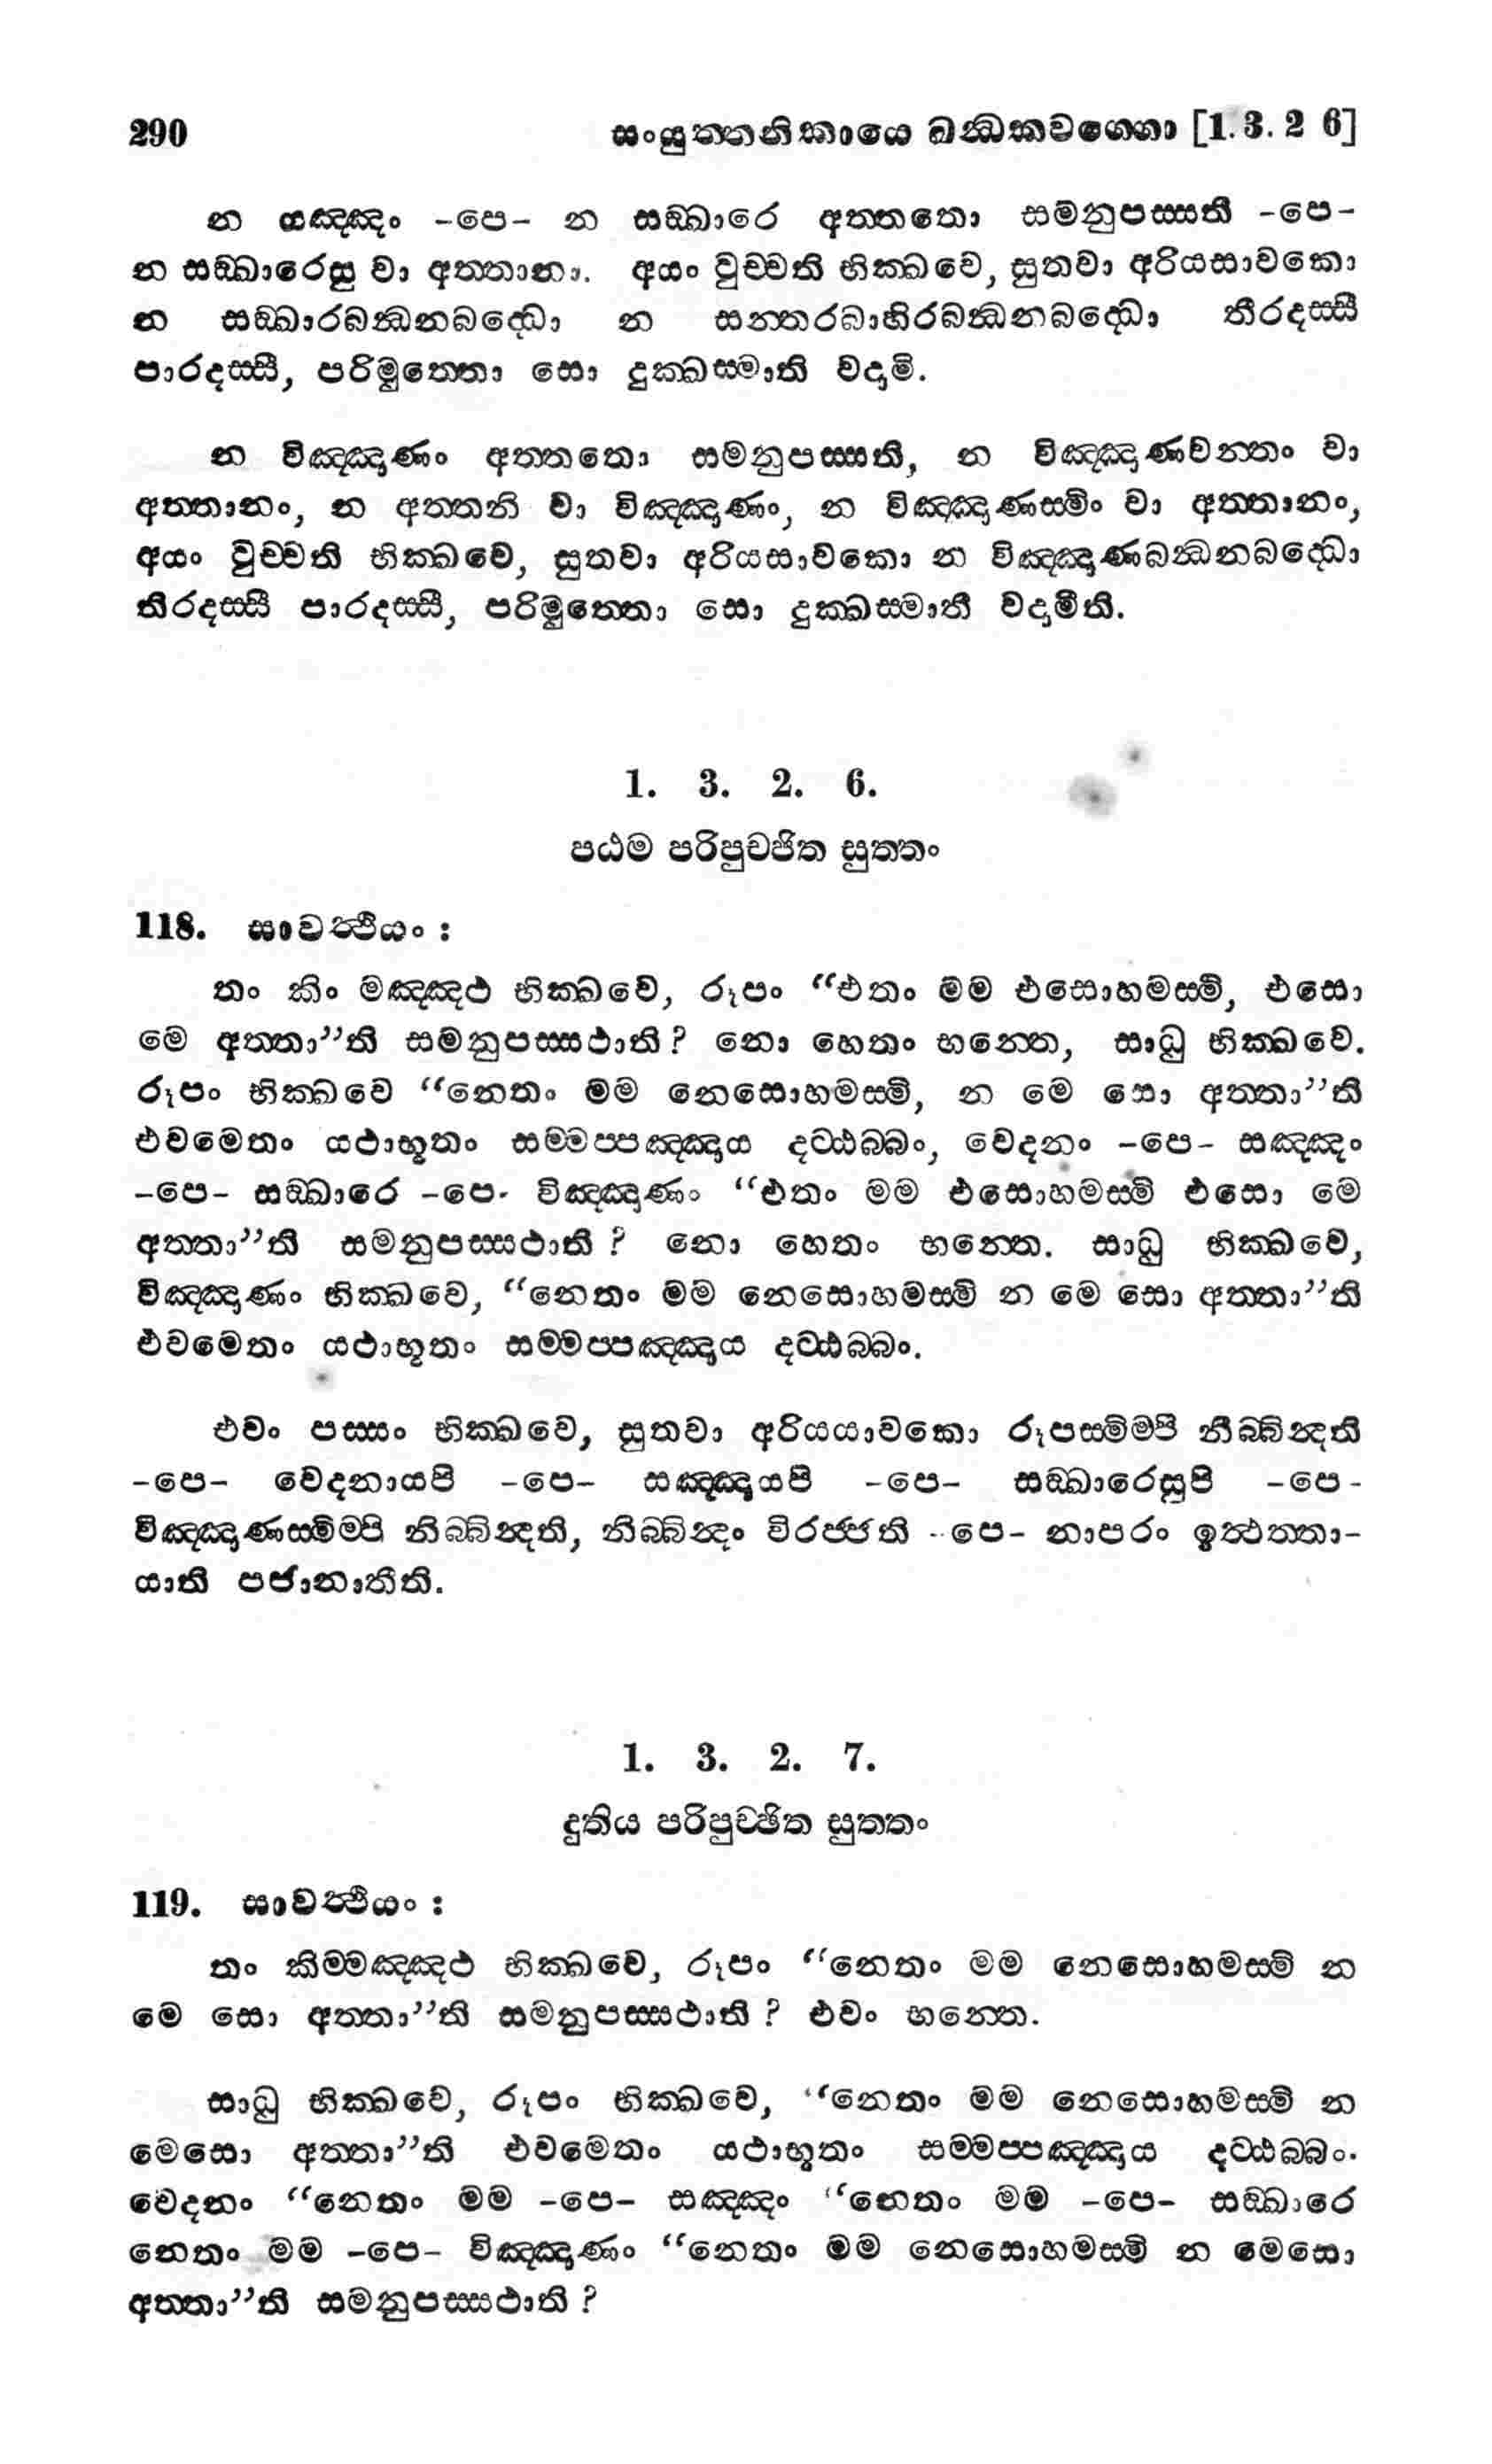 290 සංයුත්තනිකායෙ ඛන්ධකවග්ගො [1. 3. 2 6]
න සඤ්ඤං -පෙ- න සඞ්ඛාරෙ අත්තතො සමනුපස්සති -පෙ-
න සඞ්ඛාරෙසු වා අත්තානං. අයං වුච්චති භික්ඛවෙ, සුතවා අරියසාවකො
න සඞ්ඛාරබන්ධනබද්ධො න සන්තරබාහිරබන්ධනබද්ධො තීරදස්සී
පාරදස්සී, පරිමුත්තො සො දුක්ඛස්මාති වදාමි.
න විඤ්ඤාණං අත්තතො සමනුපස්සති, න විඤ්ඤාණවන්තං වා
අත්තානං, න අත්තනි වා විඤ්ඤාණං, න විඤ්ඤාණස්මිං වා අත්තානං,
අයං වුච්චති භික්ඛවෙ, සුතවා අරියසාවකො න විඤ්ඤාණබන්ධනබද්ධො
තීරදස්සී පාරදස්සී, පරිමුත්තො සො දුක්ඛස්මාති වදාමීති.
1. 3. 2. 6.
පඨම පරිපුච්ඡිත සුත්තං
118. සාවත්ථියං :
තං කිං මඤ්ඤථ භික්ඛවෙ, රූපං “එතං මම එසොහමස්මි, එසො
මෙ අත්තා”ති සමනුපස්සථාති? නො හෙතං භන්තෙ, සාධු භික්ඛවෙ.
රූපං භික්ඛවෙ “නෙතං මම නෙසොහමස්මි, න මෙ සො අත්තා”ති
එවමෙතං යථාභූතං සම්මප්පඤ්ඤාය දට්ඨබ්බං, වෙදනං -පෙ- සඤ්ඤං
-පෙ- සඞ්ඛාරෙ -පෙ- විඤ්ඤාණං “එතං මම එසොහමස්මි එසො මෙ
අත්තා”ති සමනුපස්සථාති? නො හෙතං භන්තෙ. සාධු භික්ඛවෙ,
විඤ්ඤාණං භික්ඛවෙ, “නෙතං මම නෙසොහමස්මි න මෙ සො අත්තා”ති
එවමෙතං යථාභූතං සම්මප්පඤ්ඤාය දට්ඨබ්බං.
එවං පස්සං භික්ඛවෙ, සුතවා අරියයාවකො රූපස්මිම්පි නිබ්බින්දති
-පෙ- වෙදනායපි -පෙ- සඤ්ඤායපි -පෙ- සඞ්ඛාරෙසුපි -පෙ-
විඤ්ඤාණස්මිම්පි නිබ්බින්දති, නිබ්බින්දං විරජ්ජති -පෙ- නාපරං ඉත්ථත්තා-
යාති පජානාතීති.
1. 3. 2. 7.
දුතිය පරිපුච්ඡිත සුත්තං
119. සාවත්ථියං :
තං කිම්මඤ්ඤථ භික්ඛවෙ, රූපං “නෙතං මම නෙසොහමස්මි න
මෙ සො අත්තා”ති සමනුපස්සථාති? එවං භන්තෙ.
සාධු භික්ඛවෙ, රූපං භික්ඛවෙ, “නෙතං මම නෙසොහමස්මි න
මෙසො අත්තා”ති එවමෙතං යථාභූතං සම්මප්පඤ්ඤාය දට්ඨබ්බං.
වෙදනං “නෙතං මම -පෙ- සඤ්ඤං “නෙතං මම -පෙ- සඞ්ඛාරෙ
නෙතං මම -පෙ- විඤ්ඤාණං “නෙතං මම නෙසොහමස්මි න මෙසො
අත්තා”ති සමනුපස්සථාති?